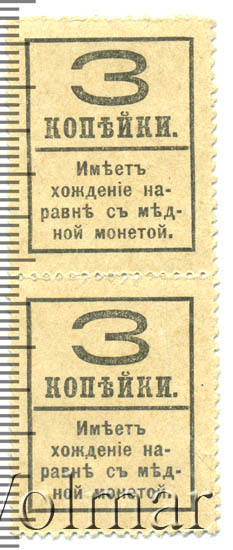 3
КОПѢЙКИ.
Имѣетъ
хожденіе на-
равнѣ съ мѣд-
ной монетой.
3
КОПѢЙКИ.
Имѣетъ
хожденіе на-
равнѣ съ мѣд-
ной монетой.
Volmar